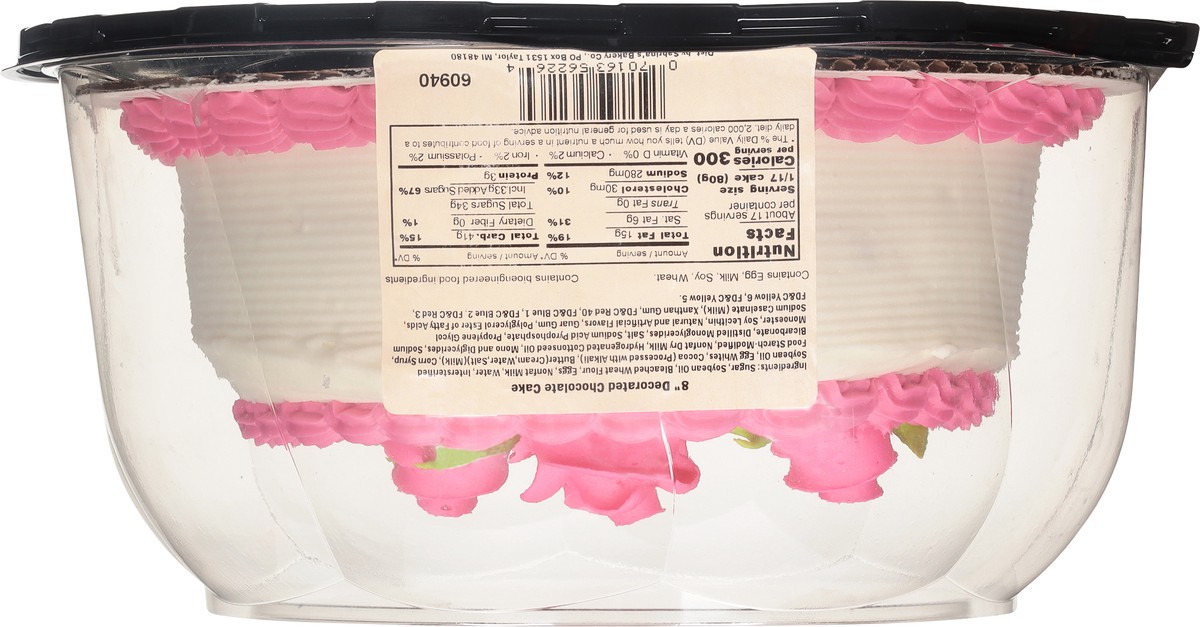 8" Decorated Chocolate Cake
Ingredients: Sugar, Soybean Oil, Bleached Wheat Flour, Eggs, Nonfat Milk, Water, Interesterified
Soybean Oil, Egg Whites, Cocoa (Processed with Alkali), Butter(Cream,Water,Salt)(Milk), Corn Syrup,
Food Starch-Modified, Nonfat Dry Milk, Hydrogenated Cottonseed Oil, Mono and Diglycerides, Sodium
Bicarbonate, Distilled Monoglycerides, Salt, Sodium Acid Pyrophosphate, Propylene Glycol
Monoester, Soy Lecithin, Natural and Artificial Flavors, Guar Gum, Polyglycerol Ester of Fatty Acids,
Sodium Caseinate (Milk), Xanthan Gum, FD&C Red 40, FD&C Blue 1, FD&C Blue 2, FD&C Red 3,
FD&C Yellow 6, FD&C Yellow 5.
Contains Egg, Milk, Soy, Wheat.
Contains bioengineered food ingredients
Nutrition
Facts
About 17 servings
per container
Serving size
1/17 cake (80g)
Calories 300
per serving
Amount / serving % DV*
Total Fat 15g 19%
Sat. Fat 6g 31%
Trans Fat 0g
Cholesterol 30mg 10%
Sodium 280mg 12%
Amount / serving % DV*
Total Carb. 41g 15%
Dietary Fiber 0g 1%
Total Sugars 34g
Incl.33g Added Sugars 67%
Protein 3g
Vitamin D 0% · Calcium 2% · Iron 2% · Potassium 2%
* The % Daily Value (DV) tells you how much a nutrient in a serving of food contributes to a
daily diet. 2,000 calories a day is used for general nutrition advice
0 70163 56226 4
60940
Dist. by Sabrina's Bakery Co., PO Box 1531 Taylor, MI 48180